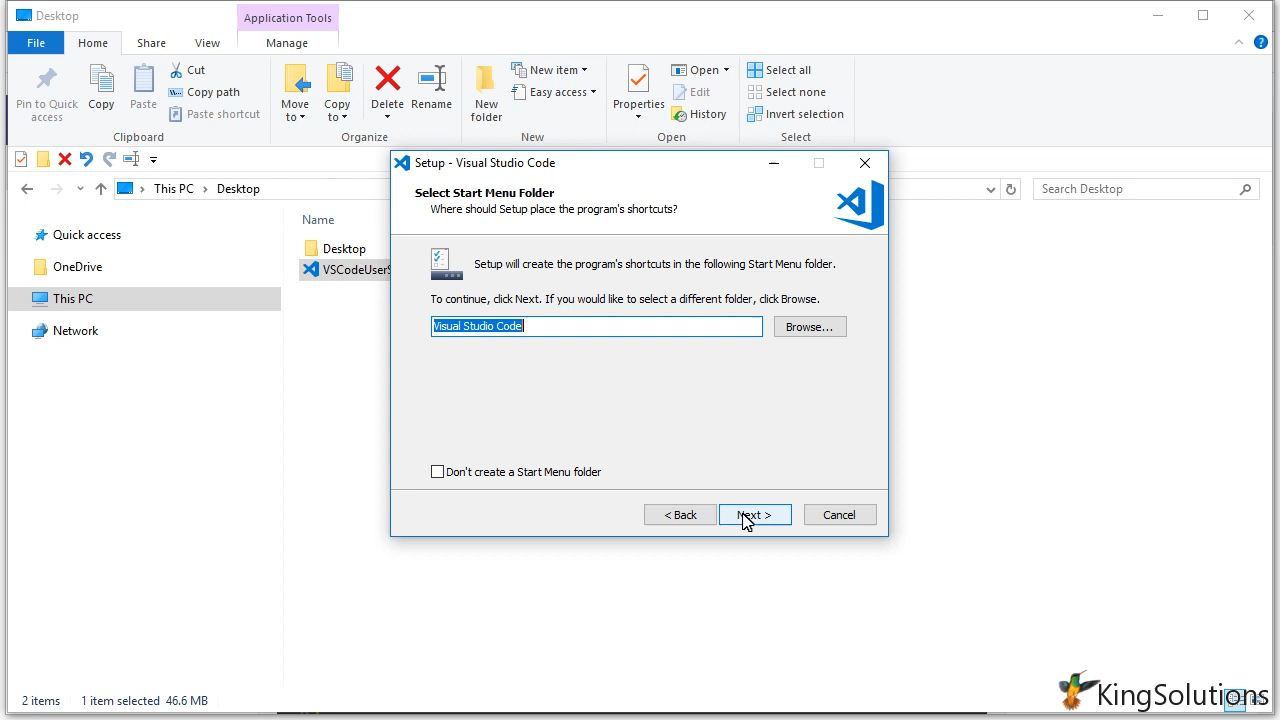 Desktop
Application Tools
File
Home
Share
View
Manage
Pin to Quick access
Copy
Paste
Cut
Copy path
Paste shortcut
Clipboard
Move to
Copy to
Delete
Rename
Organize
New folder
New item
Easy access
New
Properties
Open
Edit
History
Open
Select all
Select none
Invert selection
Select
This PC
Desktop
Search Desktop
Quick access
OneDrive
This PC
Network
Name
Desktop
Setup - Visual Studio Code
Select Start Menu Folder
Where should Setup place the program's shortcuts?
Setup will create the program's shortcuts in the following Start Menu folder.
To continue, click Next. If you would like to select a different folder, click Browse.
Visual Studio Code
Browse...
Don't create a Start Menu folder
< Back
Next >
Cancel
2 items
1 item selected 46.6 MB
KingSolutions